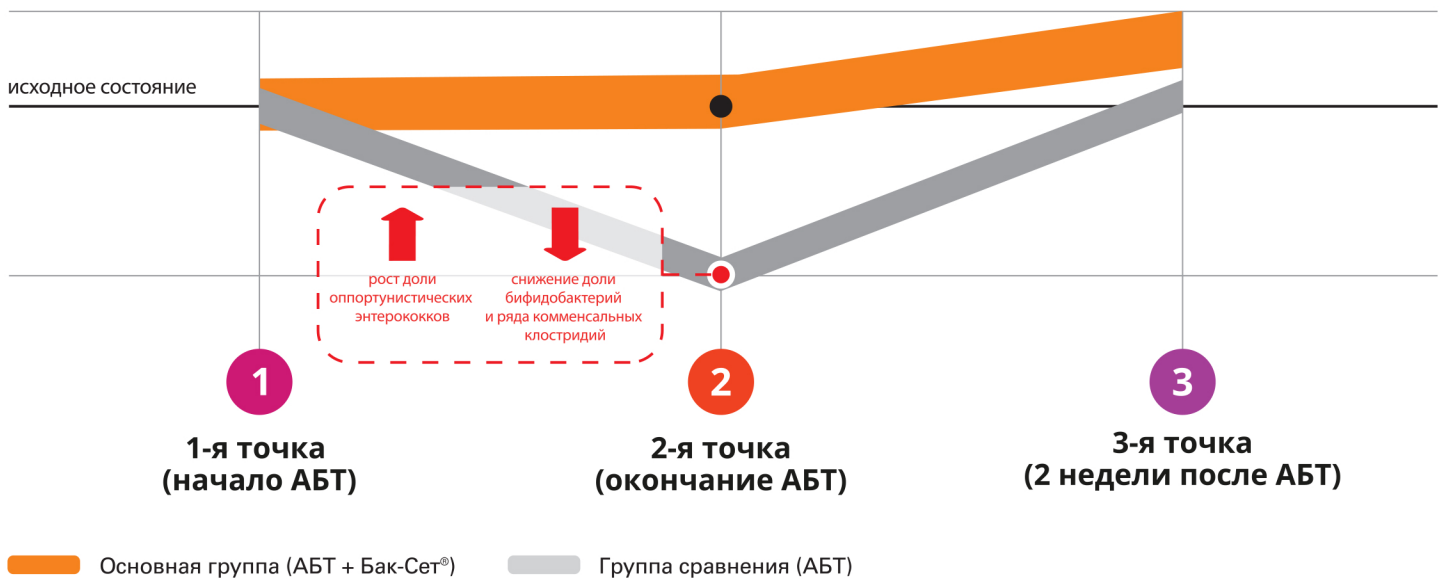 исходное состояние
рост доли
оппортунистических
энтерококков
снижение доли
бифидобактерий
и ряда комменсальных
клостридий
1
2
3
1-я точка
(начало АБТ)
2-я точка
(окончание АБТ)
3-я точка
(2 недели после АБТ)
Основная группа (АБТ + Бак-Сет®)
Группа сравнения (АБТ)